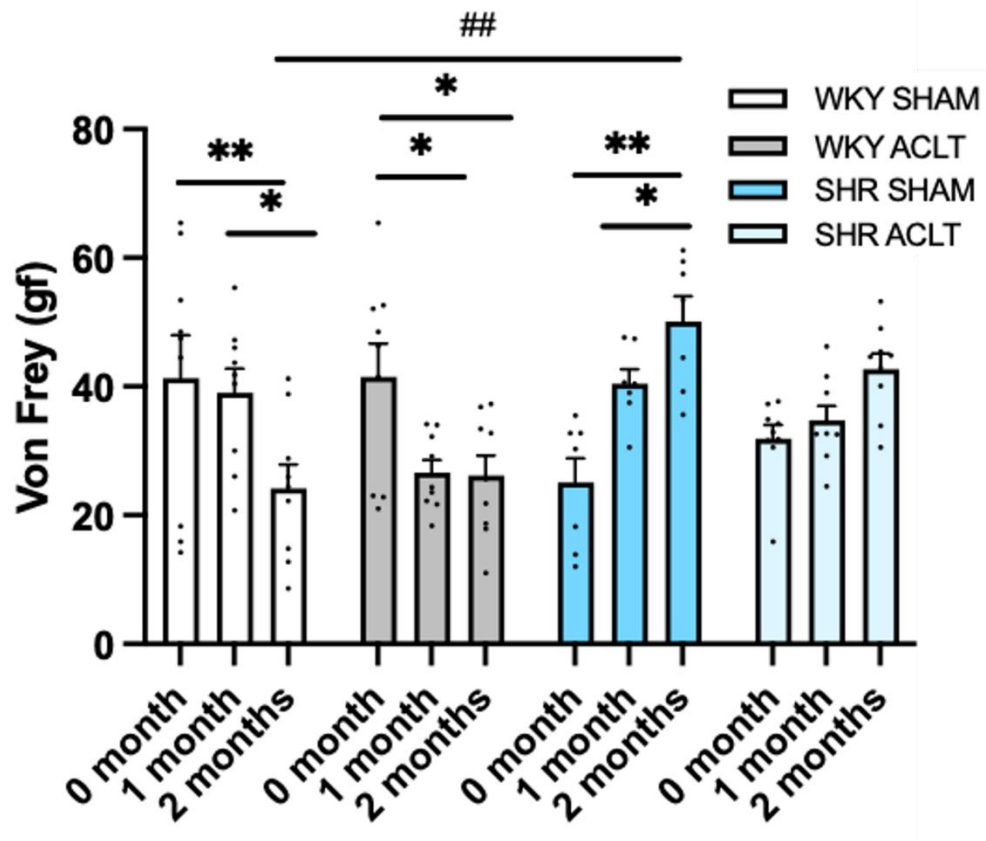 ##
*
** * **
* *
WKY SHAM
WKY ACLT
SHR SHAM
SHR ACLT
Von Frey (gf)
80
60
40
20
0
0 month
1 month
2 months
0 month
1 month
2 months
0 month
1 month
2 months
0 month
1 month
2 months